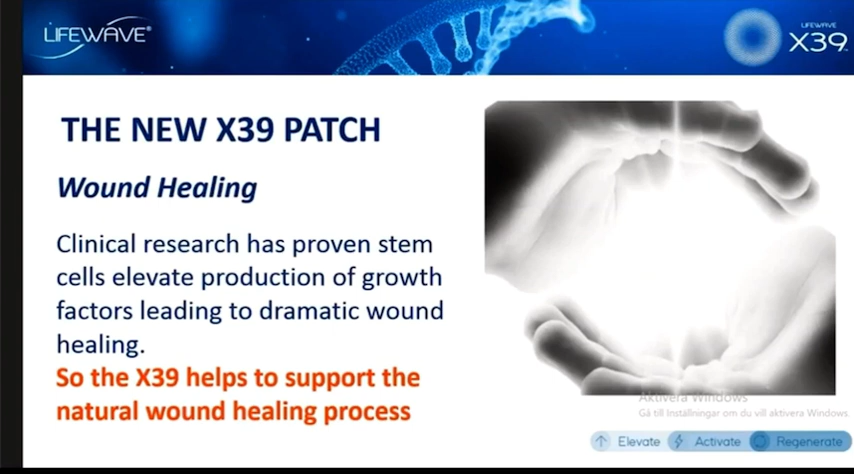 LIFEWAVE®
LIFEWAVE
X39
THE NEW X39 PATCH
Wound Healing
Clinical research has proven stem
cells elevate production of growth
factors leading to dramatic wound
healing.
So the X39 helps to support the
natural wound healing process
Aktivera Windows
Gå till Inställningar om du vill aktivera Windows.
Elevate Activate Regenerate